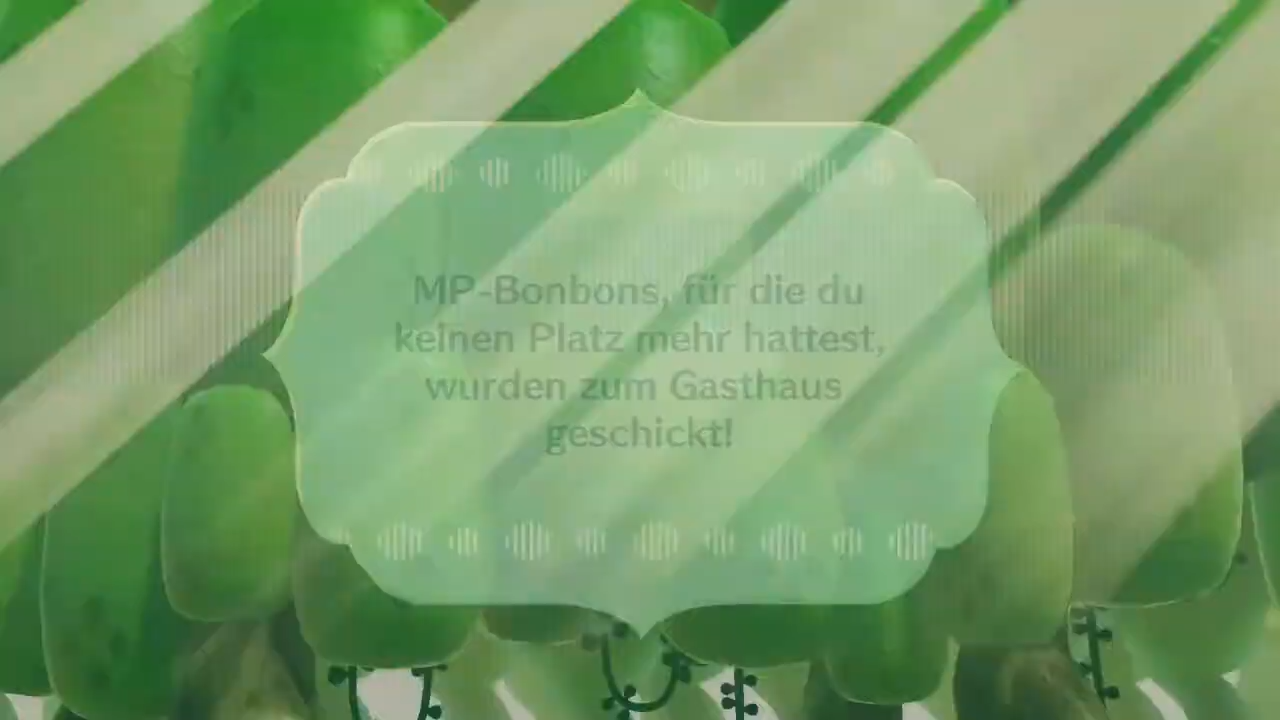 MP-Bonbons, für die du
keinen Platz mehr hattest,
wurden zum Gasthaus
geschickt!